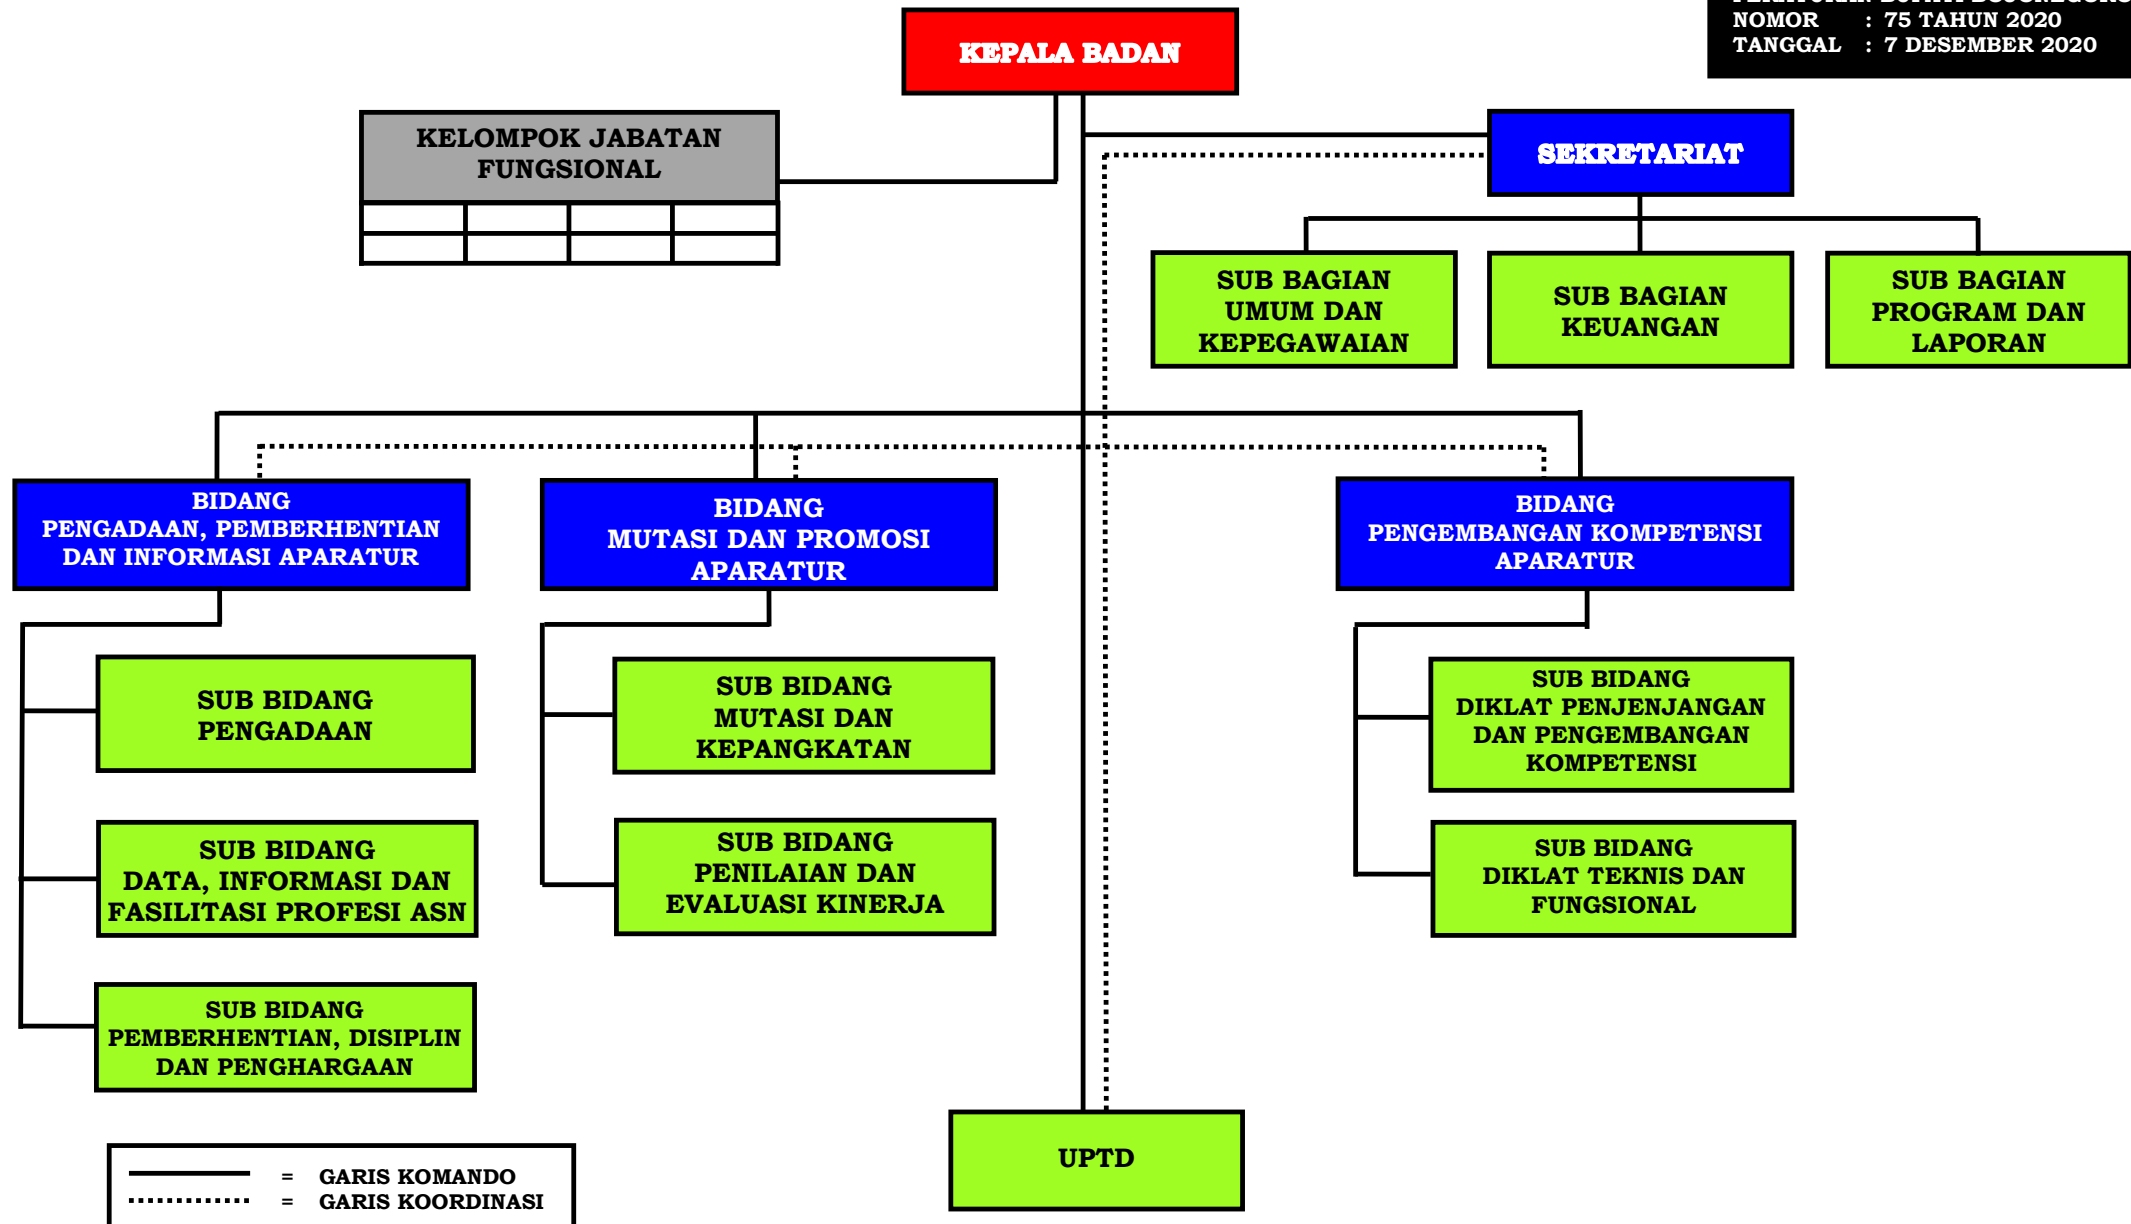 NOMOR : 75 TAHUN 2020
TANGGAL : 7 DESEMBER 2020
KEPALA BADAN
KELOMPOK JABATAN
FUNGSIONAL
SEKRETARIAT
SUB BAGIAN
UMUM DAN
KEPEGAWAIAN
SUB BAGIAN
KEUANGAN
SUB BAGIAN
PROGRAM DAN
LAPORAN
BIDANG
PENGADAAN, PEMBERHENTIAN
DAN INFORMASI APARATUR
BIDANG
MUTASI DAN PROMOSI
APARATUR
BIDANG
PENGEMBANGAN KOMPETENSI
APARATUR
SUB BIDANG
PENGADAAN
SUB BIDANG
MUTASI DAN
KEPANGKATAN
SUB BIDANG
DIKLAT PENJENJANGAN
DAN PENGEMBANGAN
KOMPETENSI
SUB BIDANG
DATA, INFORMASI DAN
FASILITASI PROFESI ASN
SUB BIDANG
PENILAIAN DAN
EVALUASI KINERJA
SUB BIDANG
DIKLAT TEKNIS DAN
FUNGSIONAL
SUB BIDANG
PEMBERHENTIAN, DISIPLIN
DAN PENGHARGAAN
UPTD
= GARIS KOMANDO
= GARIS KOORDINASI